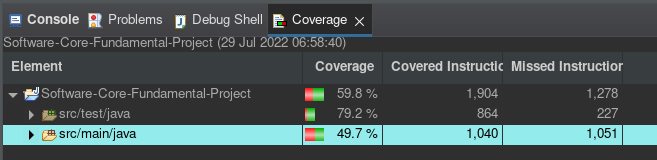 Console Problems Debug Shell Coverage
Software-Core-Fundamental-Project (29 Jul 2022 06:58:40)
Element Coverage Covered Instructic Missed Instruction
Software-Core-Fundamental-Project 59.8 % 1,904 1,278
src/test/java 79.2 % 864 227
src/main/java 49.7 % 1,040 1,051